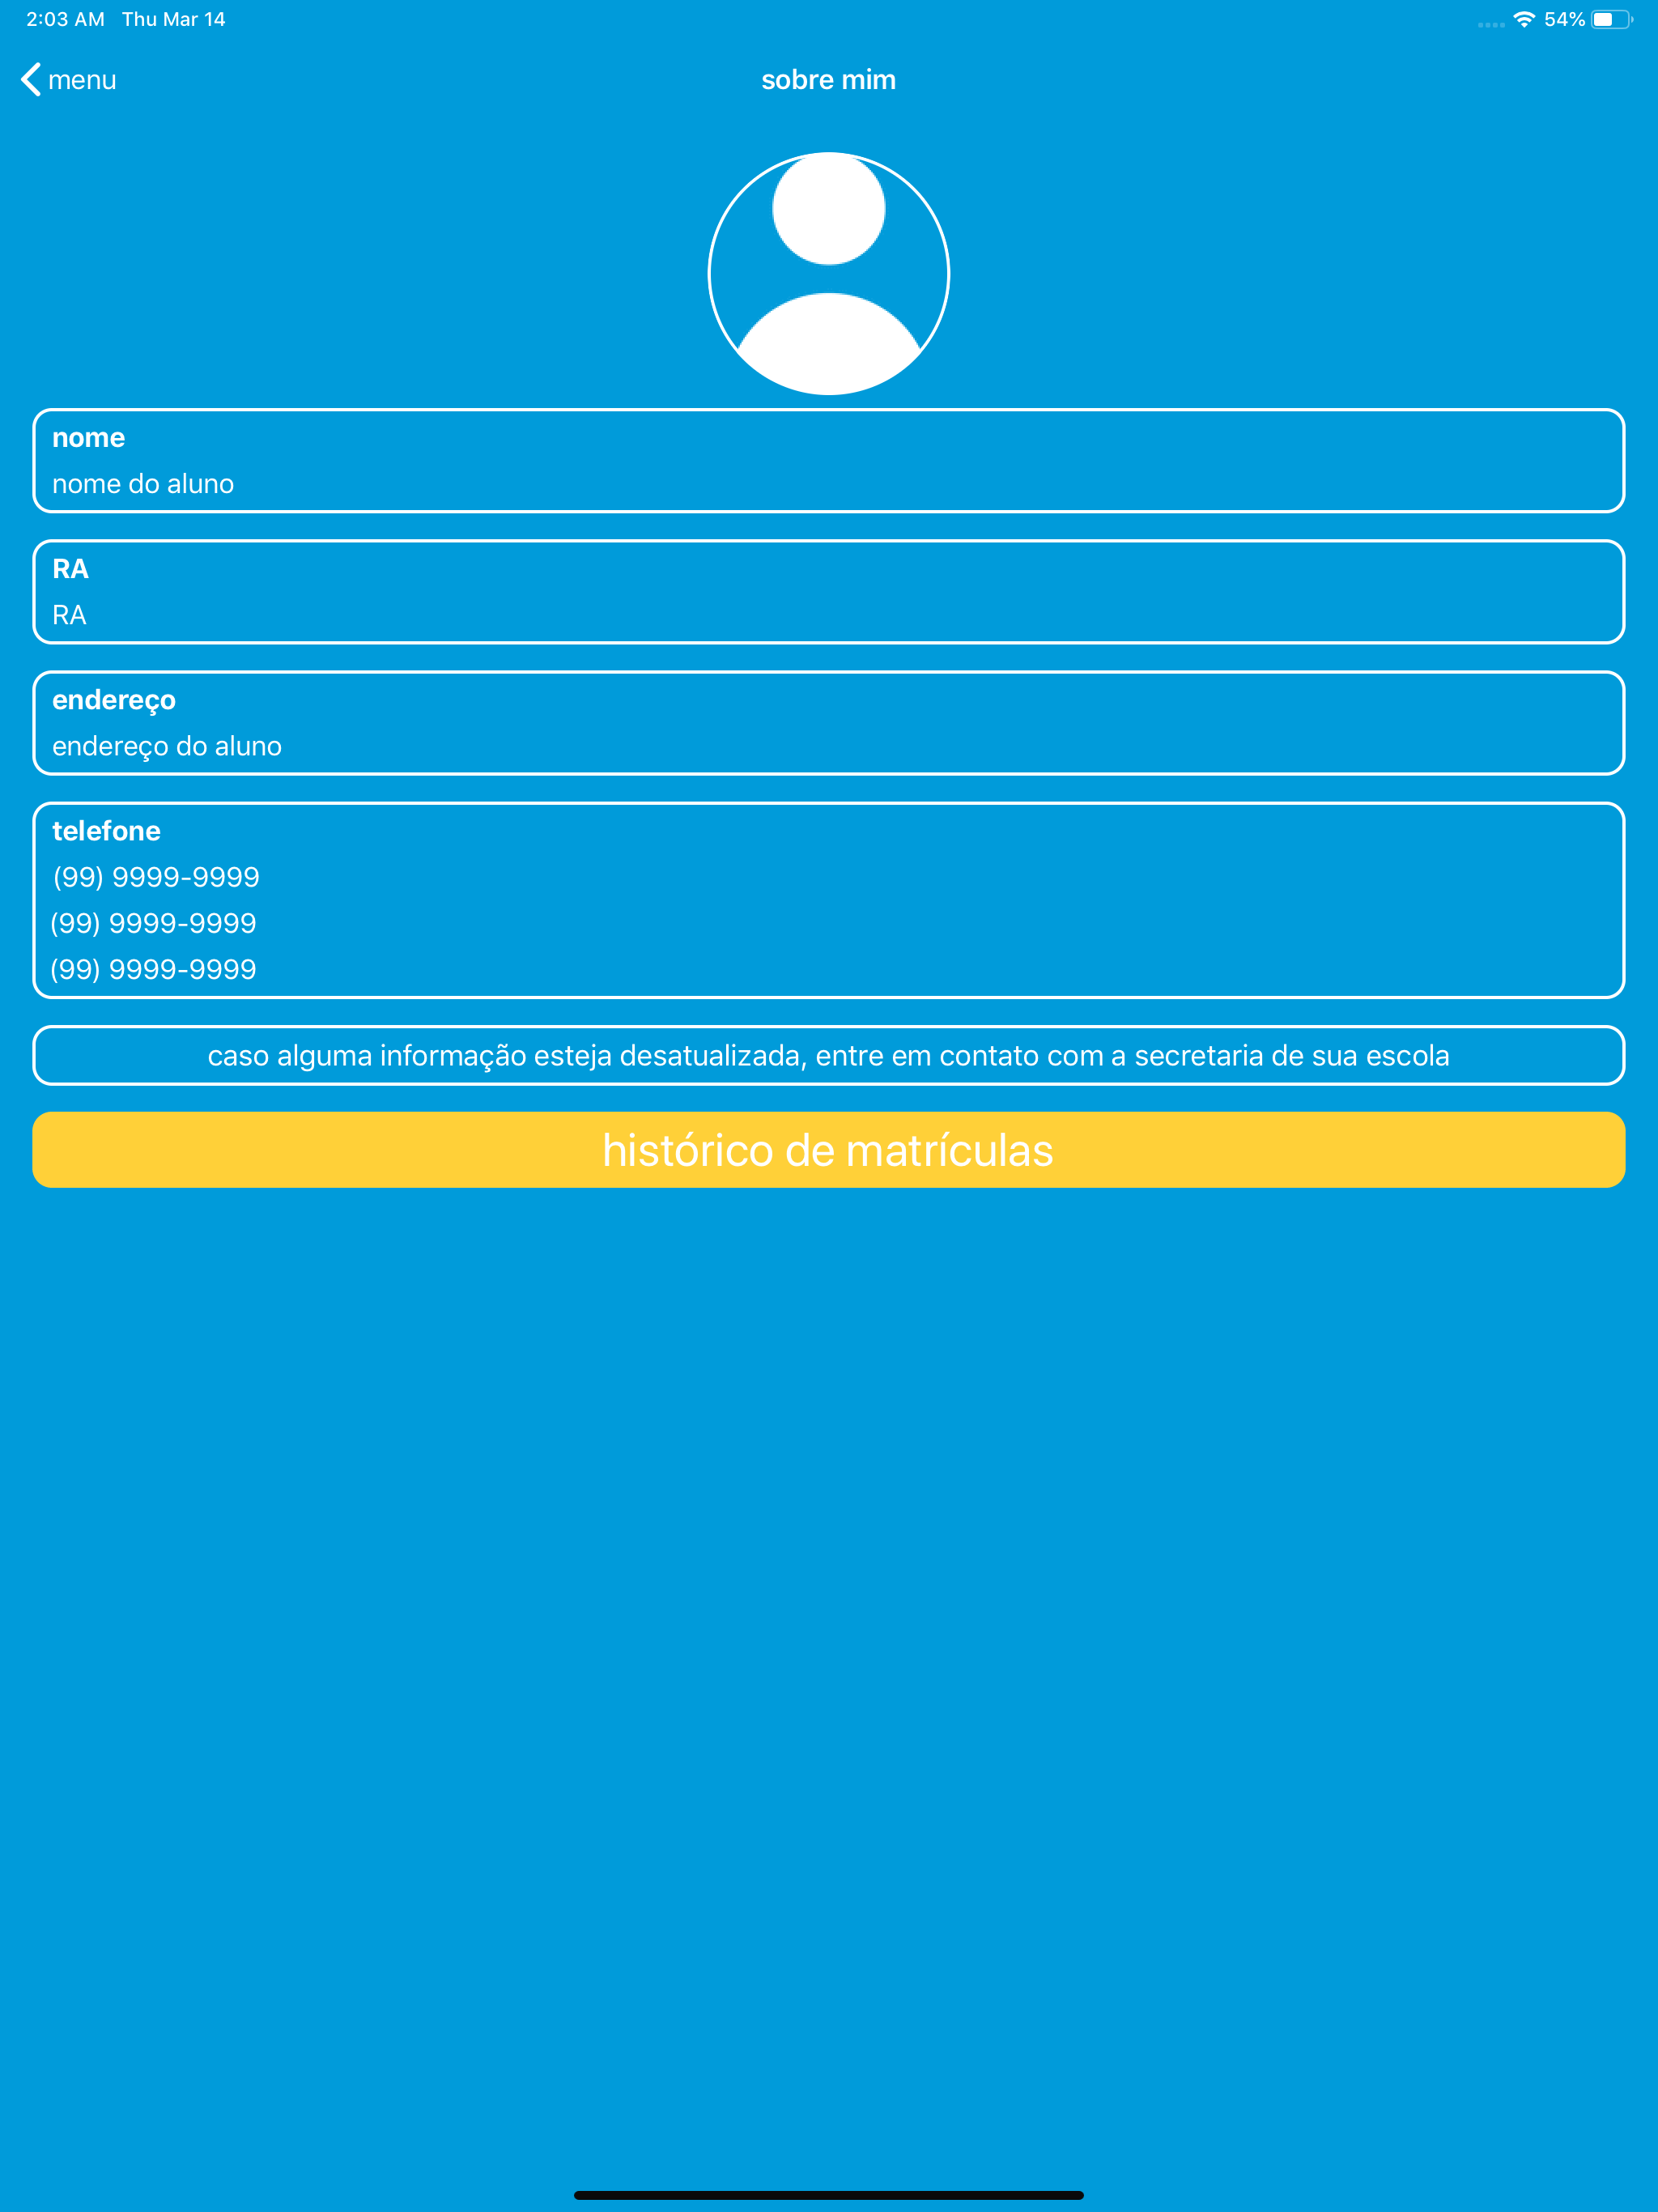 2:03 AM Thu Mar 14 54%
menu sobre mim
nome
nome do aluno
RA
RA
endereço
endereço do aluno
telefone
(99) 9999-9999
(99) 9999-9999
(99) 9999-9999
caso alguma informação esteja desatualizada, entre em contato com a secretaria de sua escola
histórico de matrículas